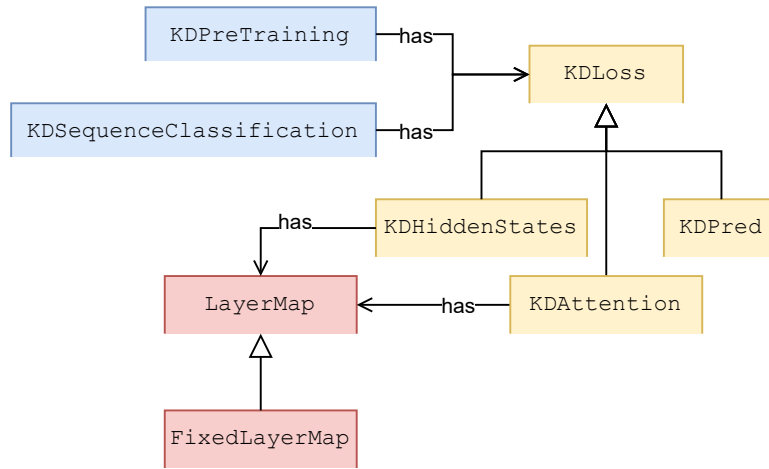 KDPreTraining
has
KDLoss
KDSequenceClassification
has
has
KDHiddenStates
KDPred
LayerMap
has
KDAttention
FixedLayerMap